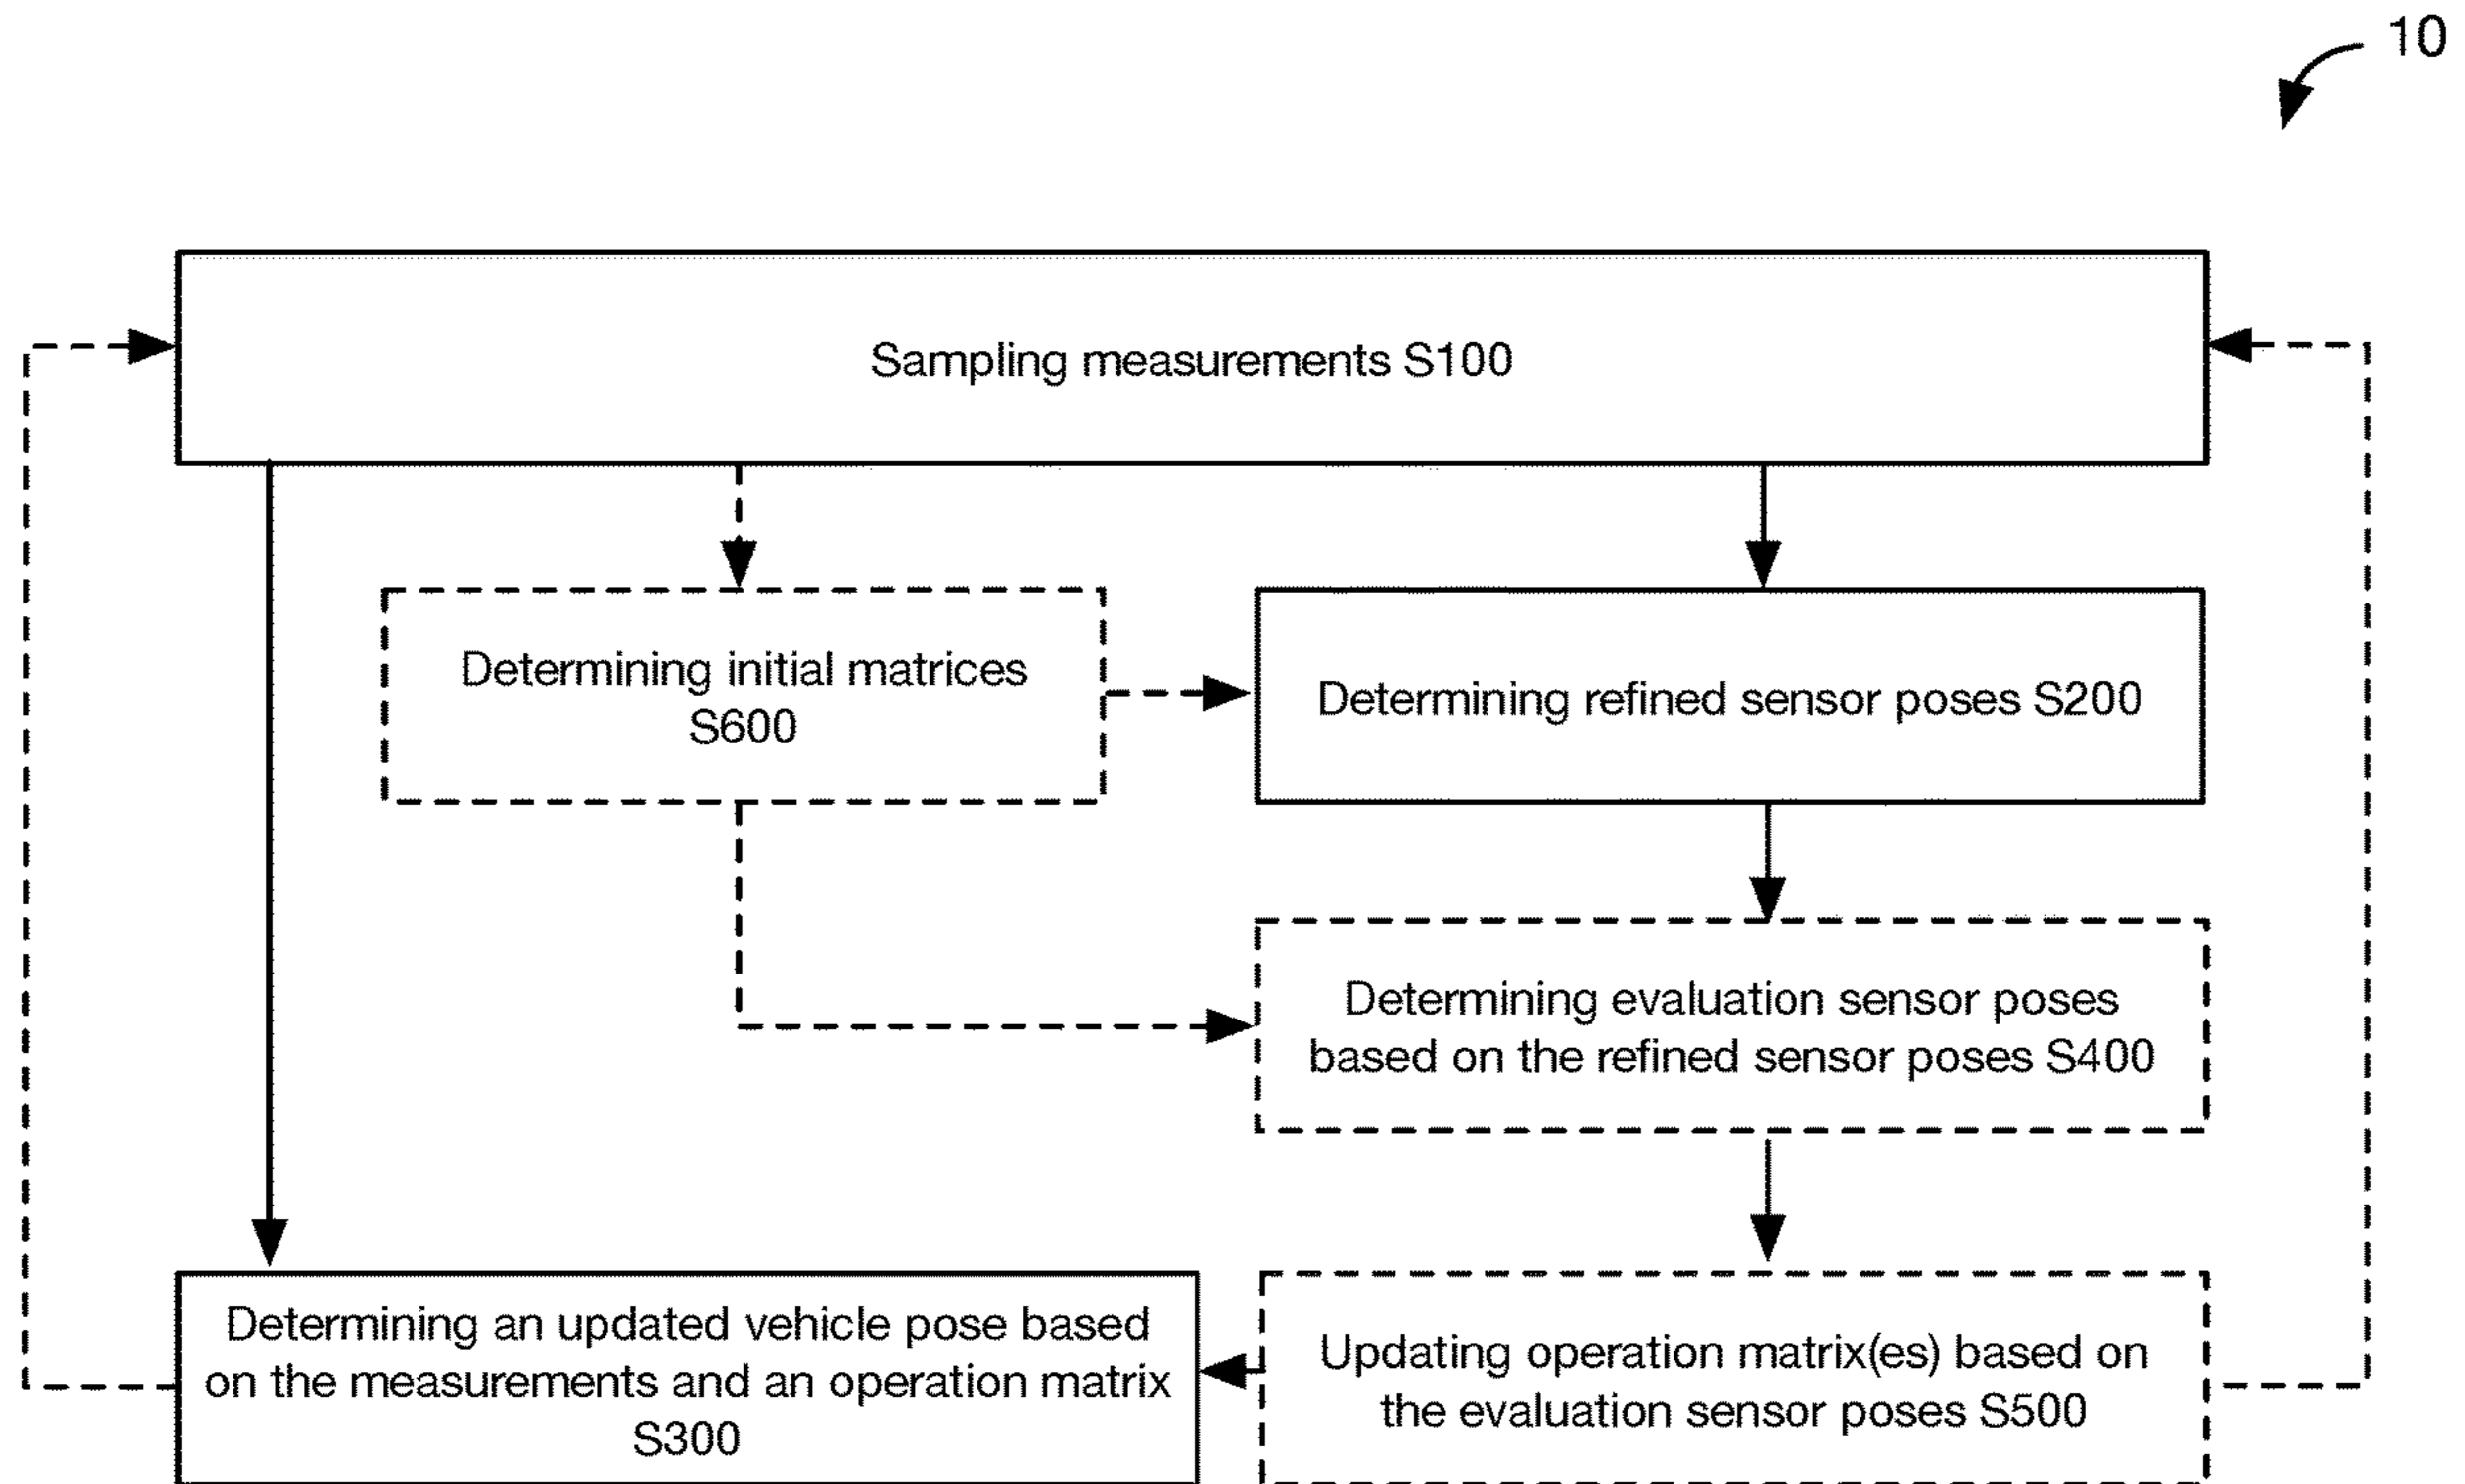 10
Sampling measurements S100
Determining initial matrices
S600
Determining refined sensor poses S200
Determining evaluation sensor poses
based on the refined sensor poses S400
Determining an updated vehicle pose based
on the measurements and an operation matrix
S300
Updating operation matrix(es) based on
the evaluation sensor poses S500